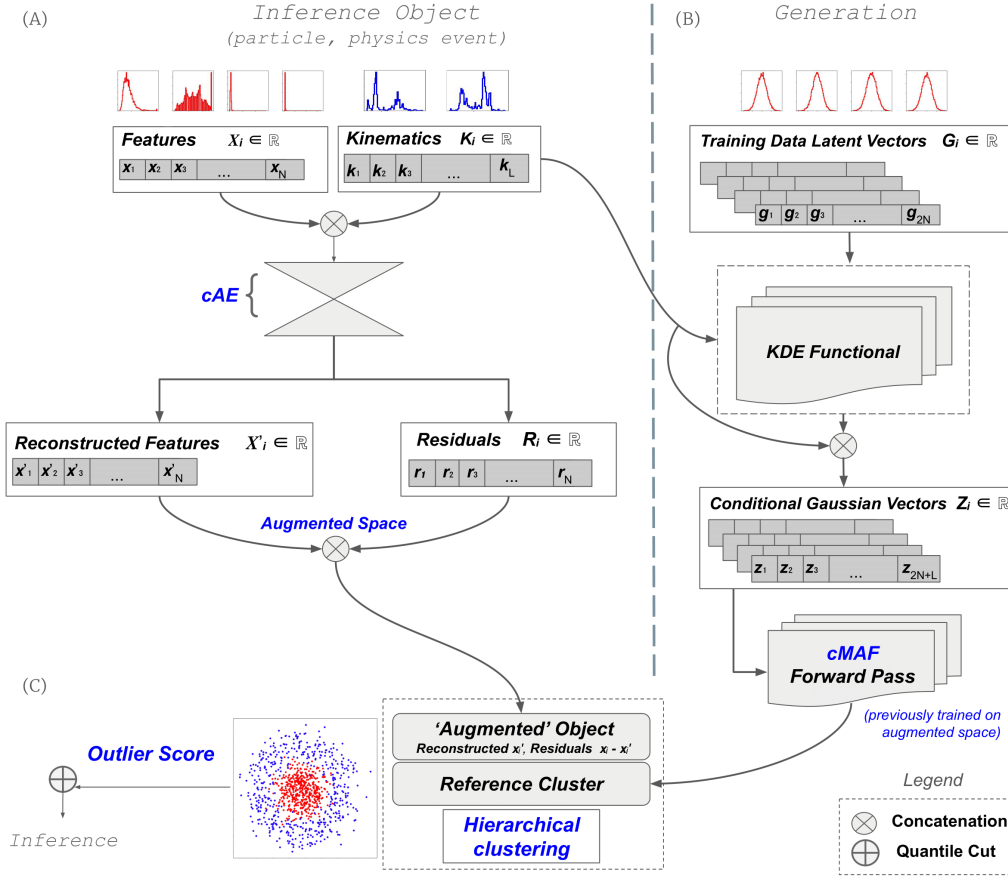 (A)
Inference Object
(particle, physics event)
(B)
Generation
Features Xi ∈ ℝ
x1 x2 x3 ... xN
Kinematics Ki ∈ ℝ
k1 k2 k3 ... kL
Training Data Latent Vectors Gi ∈ ℝ
g1 g2 g3 ... g2N
cAE
KDE Functional
Reconstructed Features X'i ∈ ℝ
x'1 x'2 x'3 ... x'N
Residuals Ri ∈ ℝ
r1 r2 r3 ... rN
Augmented Space
Conditional Gaussian Vectors Zi ∈ ℝ
z1 z2 z3 ... z2N+L
cMAF
Forward Pass
(previously trained on
augmented space)
(C)
Outlier Score
Inference
'Augmented' Object
Reconstructed xi', Residuals xi - xi'
Reference Cluster
Hierarchical
clustering
Legend
Concatenation
Quantile Cut